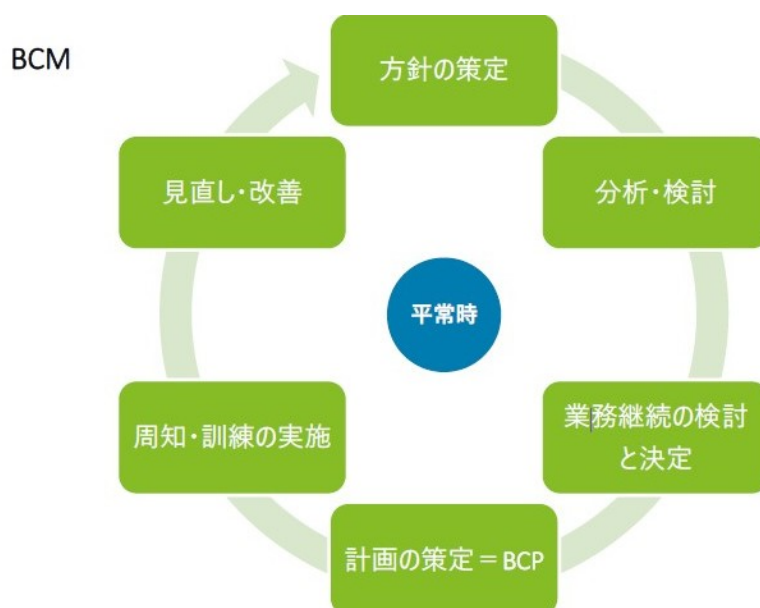 BCM
方針の策定
分析・検討
業務継続の検討
と決定
計画の策定＝BCP
周知・訓練の実施
見直し・改善
平常時